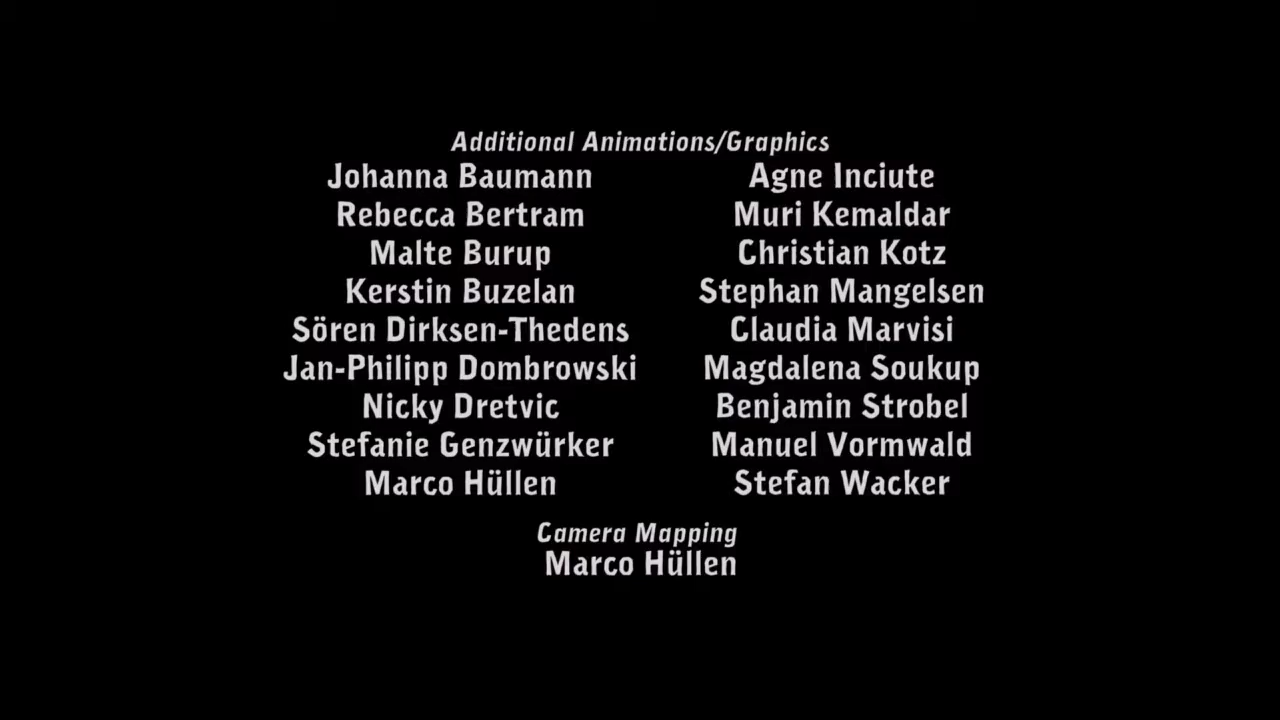 Additional Animations/Graphics
Johanna Baumann
Rebecca Bertram
Malte Burup
Kerstin Buzelan
Sören Dirksen-Thedens
Jan-Philipp Dombrowski
Nicky Dretvic
Stefanie Genzwürker
Marco Hüllen
Agne Inciute
Muri Kemaldar
Christian Kotz
Stephan Mangelsen
Claudia Marvisi
Magdalena Soukup
Benjamin Strobel
Manuel Vormwald
Stefan Wacker
Camera Mapping
Marco Hüllen